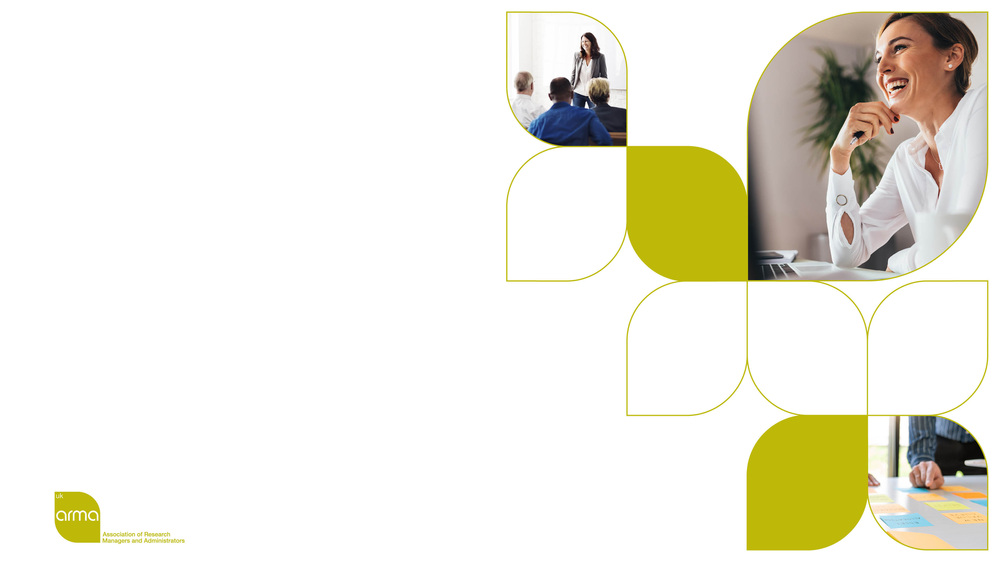 uk
arma
Association of Research
Managers and Administrators